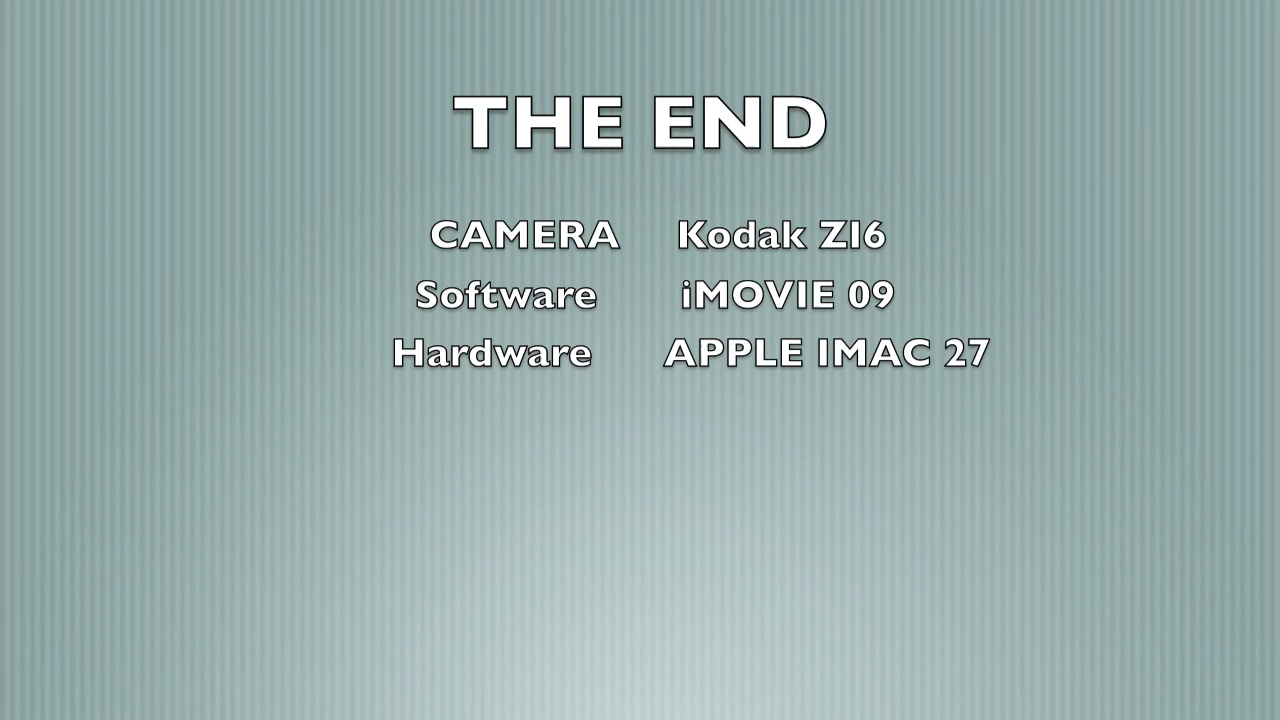 THE END
CAMERA Kodak ZI6
Software iMOVIE 09
Hardware APPLE IMAC 27